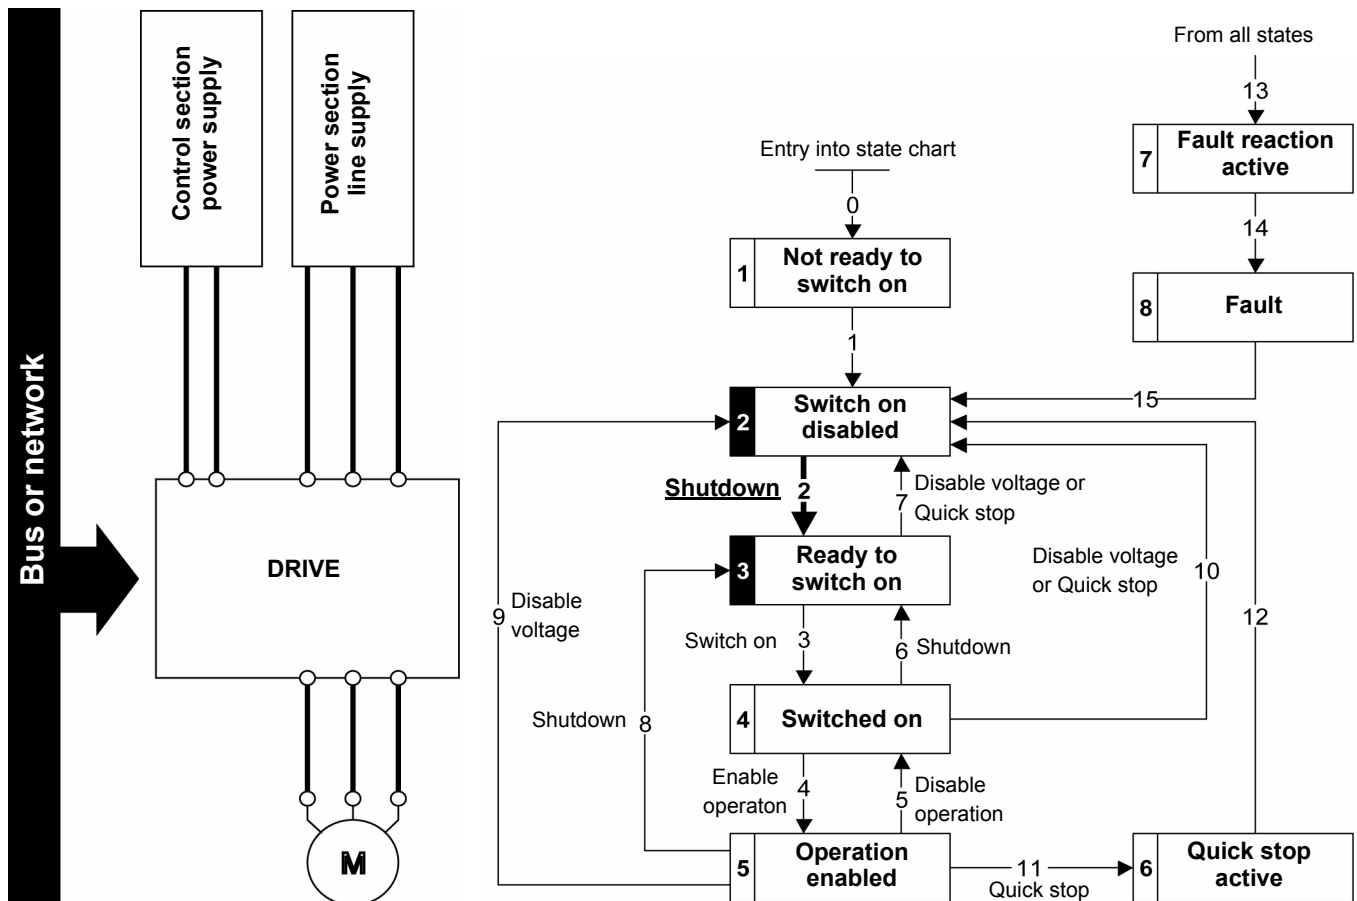 Bus or network
Control section
power supply
Power section
line supply
DRIVE
M
From all states
13
7
Fault reaction
active
14
8
Fault
15
Entry into state chart
0
1
Not ready to
switch on
1
2
Switch on
disabled
Shutdown
2
7
Disable voltage or
Quick stop
3
Ready to
switch on
Disable voltage
or Quick stop
10
12
9
Disable
voltage
Switch on
3
6
Shutdown
Shutdown
8
4
Switched on
Enable
operaton
4
5
Disable
operation
5
Operation
enabled
11
Quick stop
6
Quick stop
active